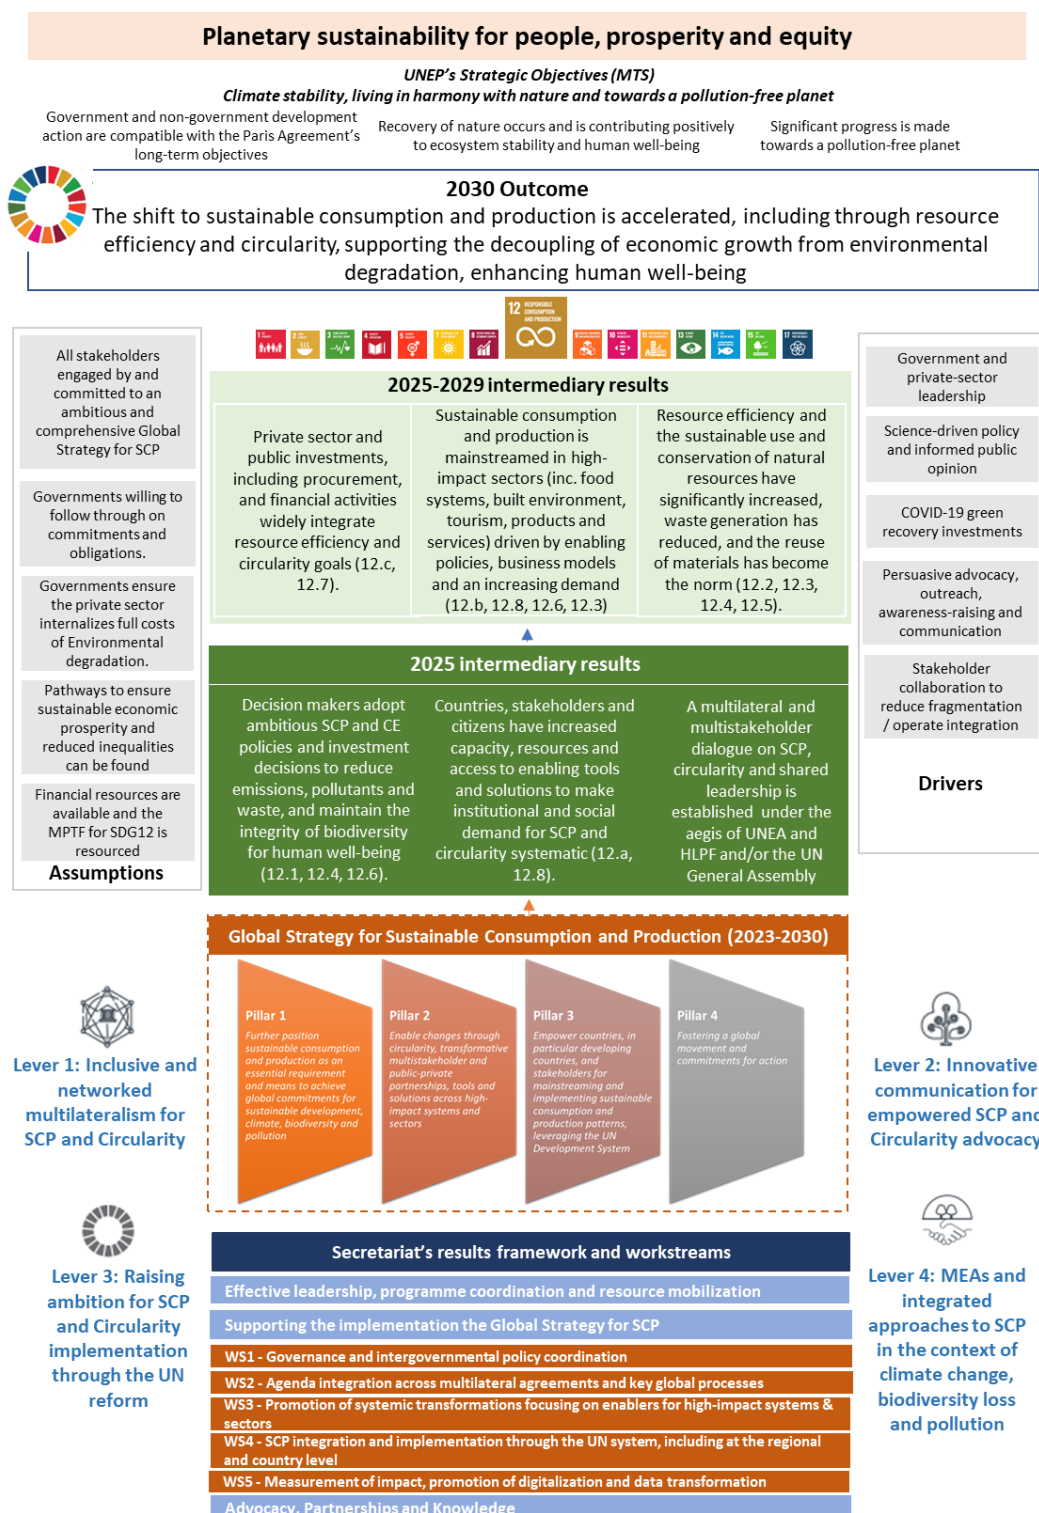 Planetary sustainability for people, prosperity and equity
UNEP's Strategic Objectives (MTS)
Climate stability, living in harmony with nature and towards a pollution-free planet
Government and non-government development
action are compatible with the Paris Agreement's
long-term objectives
Recovery of nature occurs and is contributing positively
to ecosystem stability and human well-being
Significant progress is made
towards a pollution-free planet
2030 Outcome
The shift to sustainable consumption and production is accelerated, including through resource
efficiency and circularity, supporting the decoupling of economic growth from environmental
degradation, enhancing human well-being
12 RESPONSIBLE
CONSUMPTION
AND PRODUCTION
All stakeholders
engaged by and
committed to an
ambitious and
comprehensive Global
Strategy for SCP
Governments willing to
follow through on
commitments and
obligations.
Governments ensure
the private sector
internalizes full costs
of Environmental
degradation.
Pathways to ensure
sustainable economic
prosperity and
reduced inequalities
can be found
Financial resources are
available and the
MPTF for SDG12 is
resourced
Assumptions
2025-2029 intermediary results
Private sector and
public investments,
including procurement,
and financial activities
widely integrate
resource efficiency and
circularity goals (12.c,
12.7).
Sustainable consumption
and production is
mainstreamed in high-
impact sectors (inc. food
systems, built environment,
tourism, products and
services) driven by enabling
policies, business models
and an increasing demand
(12.b, 12.8, 12.6, 12.3)
Resource efficiency and
the sustainable use and
conservation of natural
resources have
significantly increased,
waste generation has
reduced, and the reuse
of materials has become
the norm (12.2, 12.3,
12.4, 12.5).
2025 intermediary results
Decision makers adopt
ambitious SCP and CE
policies and investment
decisions to reduce
emissions, pollutants and
waste, and maintain the
integrity of biodiversity
for human well-being
(12.1, 12.4, 12.6).
Countries, stakeholders and
citizens have increased
capacity, resources and
access to enabling tools
and solutions to make
institutional and social
demand for SCP and
circularity systematic (12.a,
12.8).
A multilateral and
multistakeholder
dialogue on SCP,
circularity and shared
leadership is
established under the
aegis of UNEA and
HLPF and/or the UN
General Assembly
Government and
private-sector
leadership
Science-driven policy
and informed public
opinion
COVID-19 green
recovery investments
Persuasive advocacy,
outreach,
awareness-raising and
communication
Stakeholder
collaboration to
reduce fragmentation
/ operate integration
Drivers
Global Strategy for Sustainable Consumption and Production (2023-2030)
Pillar 1
Further position
sustainable consumption
and production as an
essential requirement
and means to achieve
global commitments for
sustainable development,
climate, biodiversity and
pollution
Pillar 2
Enable changes through
circularity, transformative
multistakeholder and
public-private
partnerships, tools and
solutions across high-
impact systems and
sectors
Pillar 3
Empower countries, in
particular developing
countries, and
stakeholders for
mainstreaming and
implementing sustainable
consumption and
production patterns,
leveraging the UN
Development System
Pillar 4
Fostering a global
movement and
commitments for action
Lever 1: Inclusive and
networked
multilateralism for
SCP and Circularity
Lever 2: Innovative
communication for
empowered SCP and
Circularity advocacy
Lever 3: Raising
ambition for SCP
and Circularity
implementation
through the UN
reform
Lever 4: MEAs and
integrated
approaches to SCP
in the context of
climate change,
biodiversity loss
and pollution
Secretariat's results framework and workstreams
Effective leadership, programme coordination and resource mobilization
Supporting the implementation the Global Strategy for SCP
WS1 - Governance and intergovernmental policy coordination
WS2 - Agenda integration across multilateral agreements and key global processes
WS3 - Promotion of systemic transformations focusing on enablers for high-impact systems &
sectors
WS4 - SCP integration and implementation through the UN system, including at the regional
and country level
WS5 - Measurement of impact, promotion of digitalization and data transformation
Advocacy, Partnerships and Knowledge